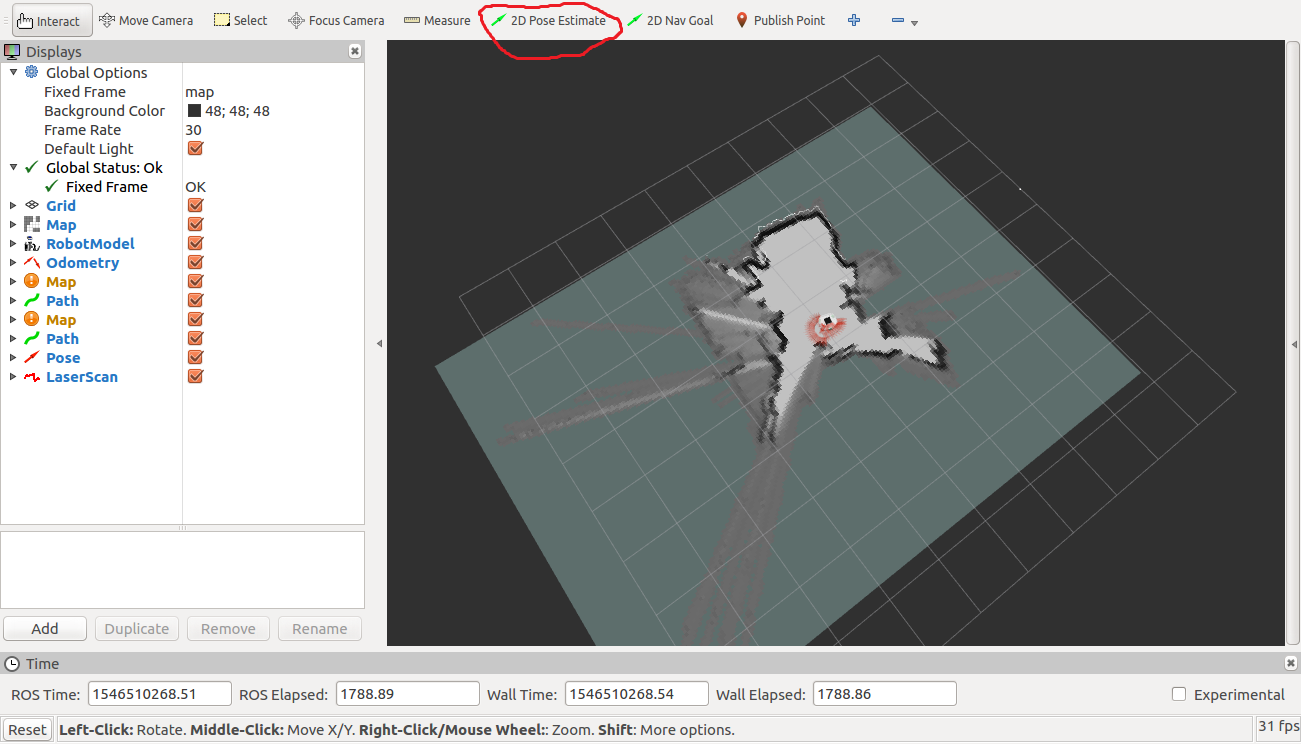 Interact Move Camera Select Focus Camera Measure 2D Pose Estimate 2D Nav Goal Publish Point
Displays
Global Options
Fixed Frame map
Background Color 48; 48; 48
Frame Rate 30
Default Light
Global Status: Ok
Fixed Frame OK
Grid
Map
RobotModel
Odometry
Map
Path
Map
Path
Pose
LaserScan
Add Duplicate Remove Rename
Time
ROS Time: 1546510268.51 ROS Elapsed: 1788.89 Wall Time: 1546510268.54 Wall Elapsed: 1788.86 Experimental
Reset Left-Click: Rotate. Middle-Click: Move X/Y. Right-Click/Mouse Wheel:: Zoom. Shift: More options. 31 fps